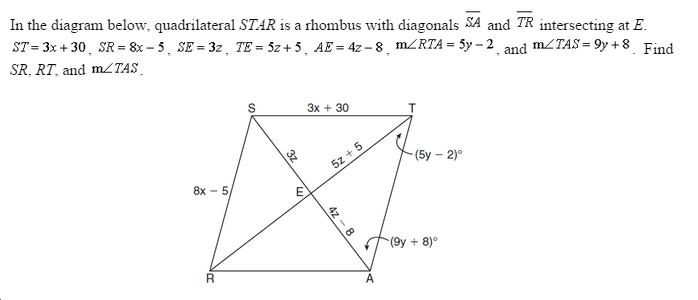 In the diagram below, quadrilateral STAR is a rhombus with diagonals SA and TR intersecting at E.
ST = 3x + 30, SR = 8x – 5, SE = 3z, TE = 5z + 5, AE = 4z – 8, m∠RTA = 5y – 2, and m∠TAS = 9y + 8. Find
SR, RT, and m∠TAS.
S 3x + 30 T
3z 5z + 5 (5y – 2)°
8x – 5 E
4z – 8 (9y + 8)°
R A